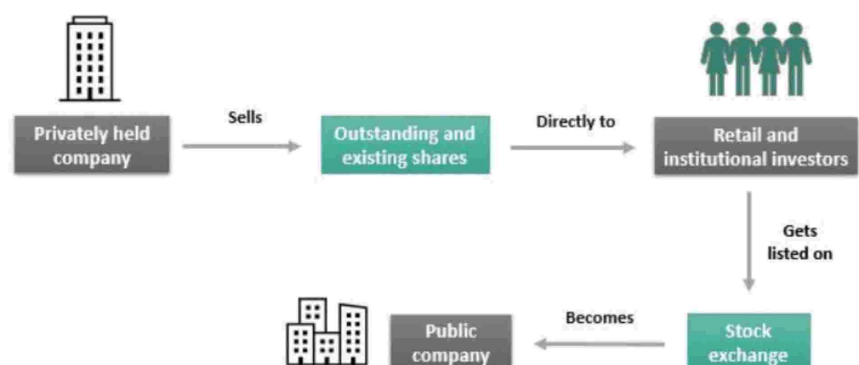 Sells
Privately held
company
Outstanding and
existing shares
Directly to
Retail and
institutional investors
Gets
listed on
Stock
exchange
Becomes
Public
company